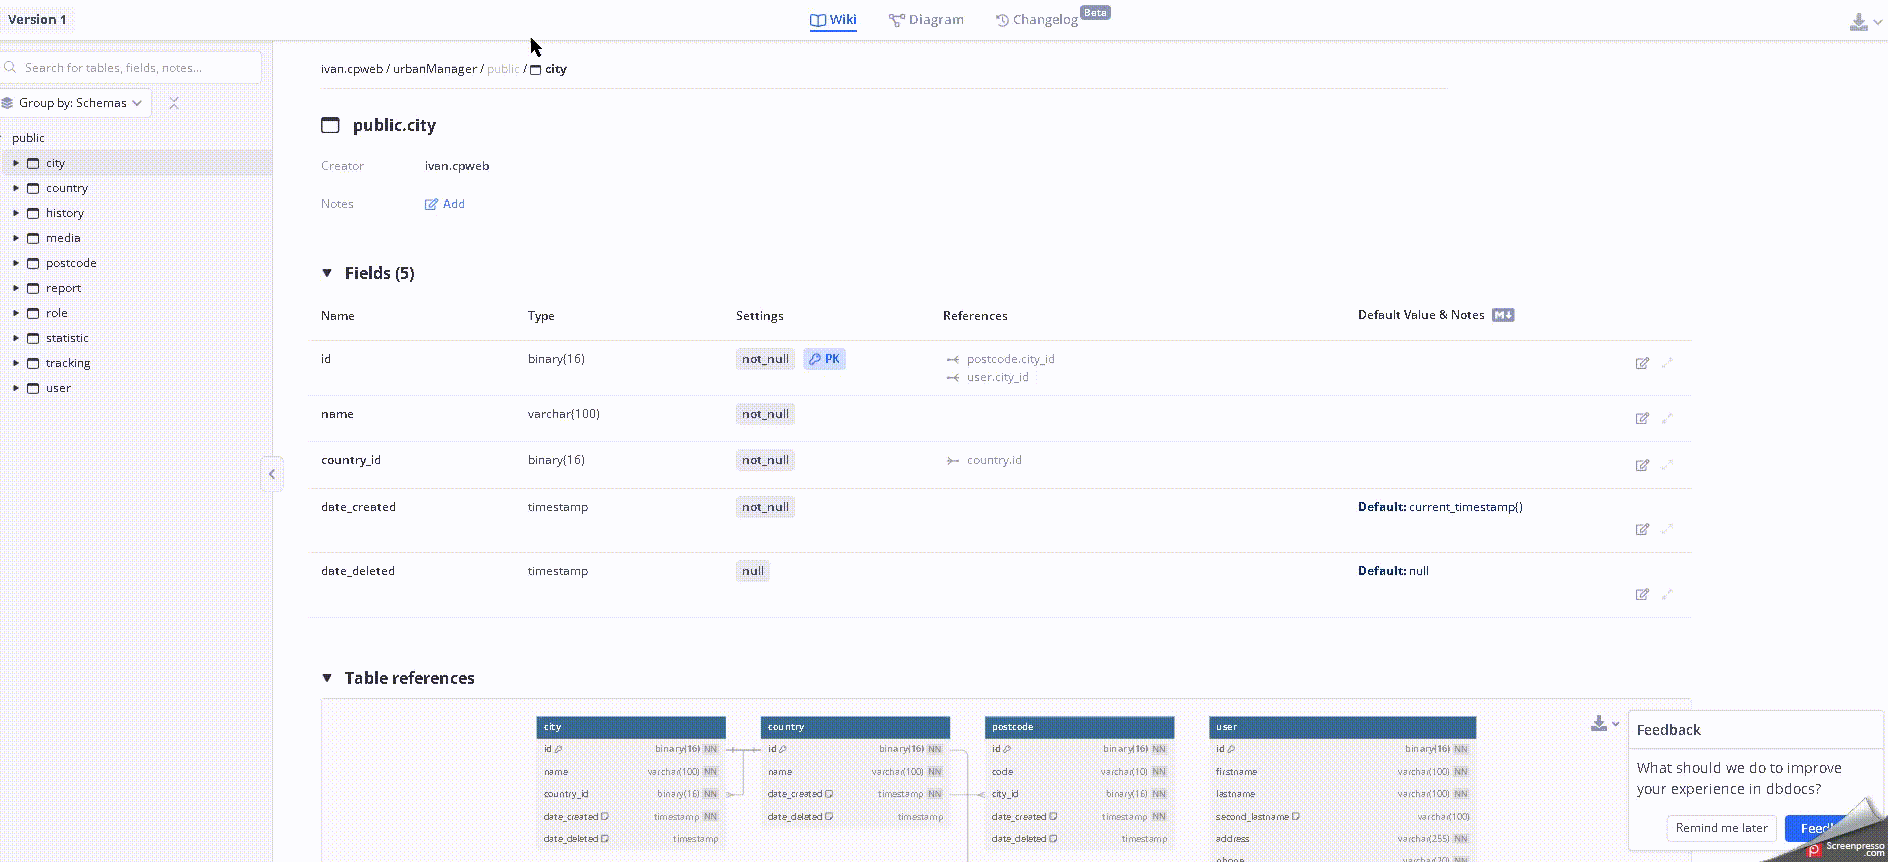 Version 1
Wiki
Diagram
Changelog Beta
Search for tables, fields, notes...
Group by: Schemas
public
city
country
history
media
postcode
report
role
statistic
tracking
user
ivan.cpweb / urbanManager / public / city
public.city
Creator ivan.cpweb
Notes Add
Fields (5)
Name Type Settings References Default Value & Notes M
id binary(16) not_null PK postcode.city_id
user.city_id
name varchar(100) not_null
country_id binary(16) not_null country.id
date_created timestamp not_null Default: current_timestamp()
date_deleted timestamp null Default: null
Table references
city
id binary(16) NN
name varchar(100) NN
country_id binary(16) NN
date_created timestamp NN
date_deleted timestamp
country
id binary(16) NN
name varchar(100) NN
date_created timestamp NN
date_deleted timestamp
postcode
id binary(16) NN
code varchar(10) NN
city_id binary(16) NN
date_created timestamp NN
date_deleted timestamp
user
id binary(16) NN
firstname varchar(100) NN
lastname varchar(100) NN
second_lastname varchar(100)
address varchar(255) NN
phone varchar(20) NN
Feedback
What should we do to improve
your experience in dbdocs?
Remind me later
Screenpresso
.com